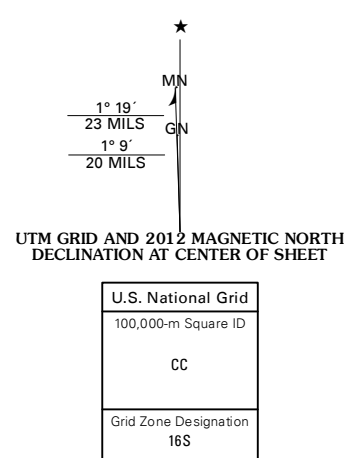 ★
MN
1° 19´
23 MILS
GN
1° 9´
20 MILS
UTM GRID AND 2012 MAGNETIC NORTH
DECLINATION AT CENTER OF SHEET
U.S. National Grid
100,000-m Square ID
CC
Grid Zone Designation
16S